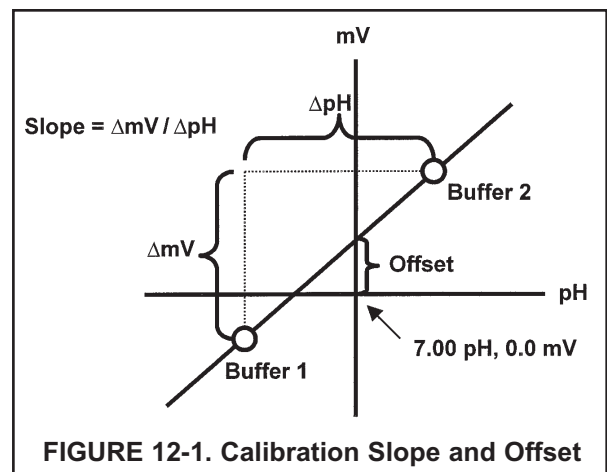 mV
ΔpH
Slope = ΔmV / ΔpH
Buffer 2
ΔmV
Offset
pH
7.00 pH, 0.0 mV
Buffer 1
FIGURE 12-1. Calibration Slope and Offset